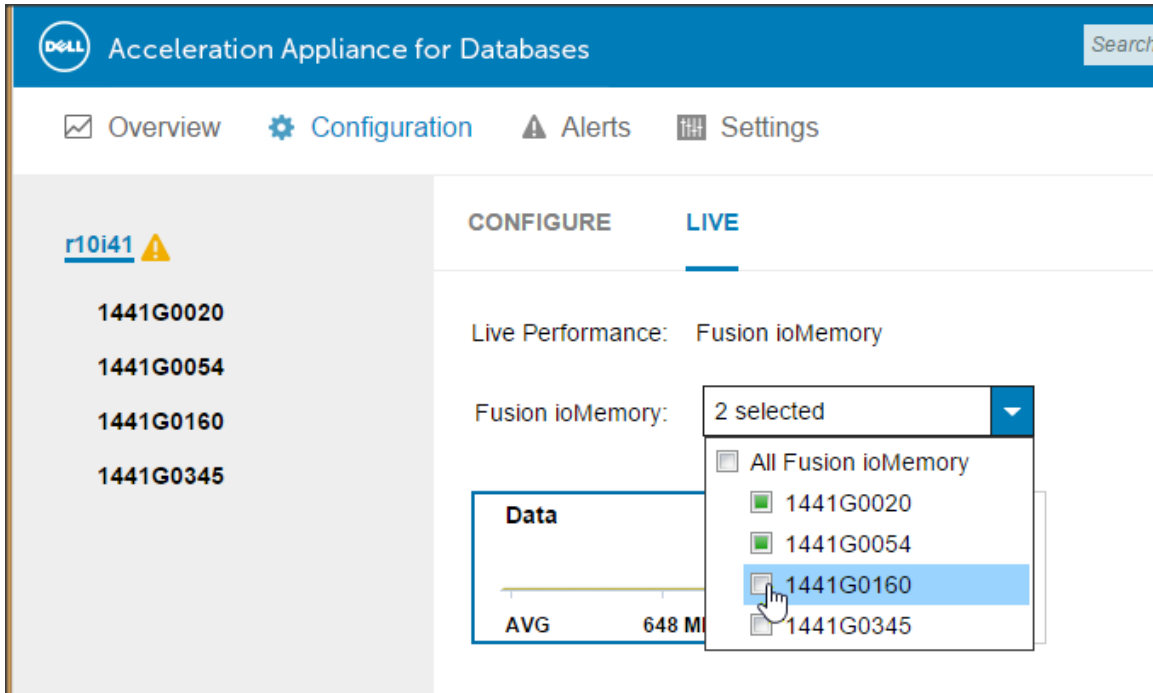 DELL Acceleration Appliance for Databases Search
Overview Configuration Alerts Settings
CONFIGURE LIVE
r10i41
1441G0020
1441G0054
1441G0160
1441G0345
Live Performance: Fusion ioMemory
Fusion ioMemory: 2 selected
All Fusion ioMemory
1441G0020
1441G0054
1441G0160
1441G0345
Data
AVG 648